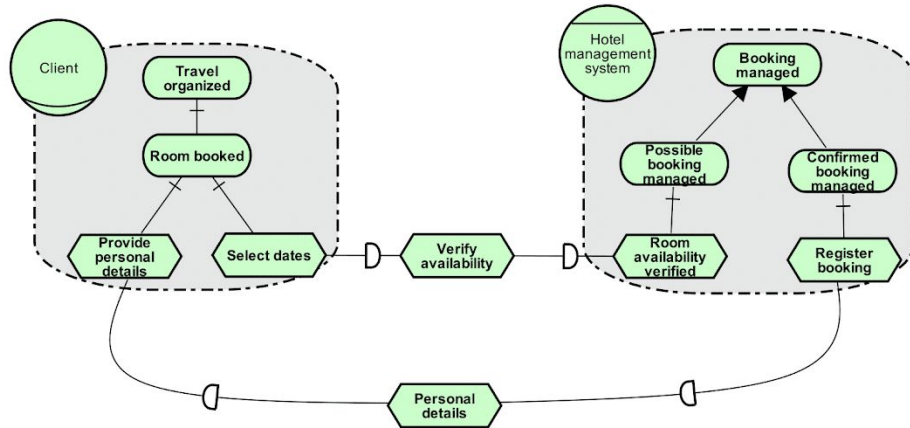 Client
Travel
organized
Room booked
Provide
personal
details
Select dates
Verify
availability
Hotel
management
system
Booking
managed
Possible
booking
managed
Confirmed
booking
managed
Room
availability
verified
Register
booking
Personal
details